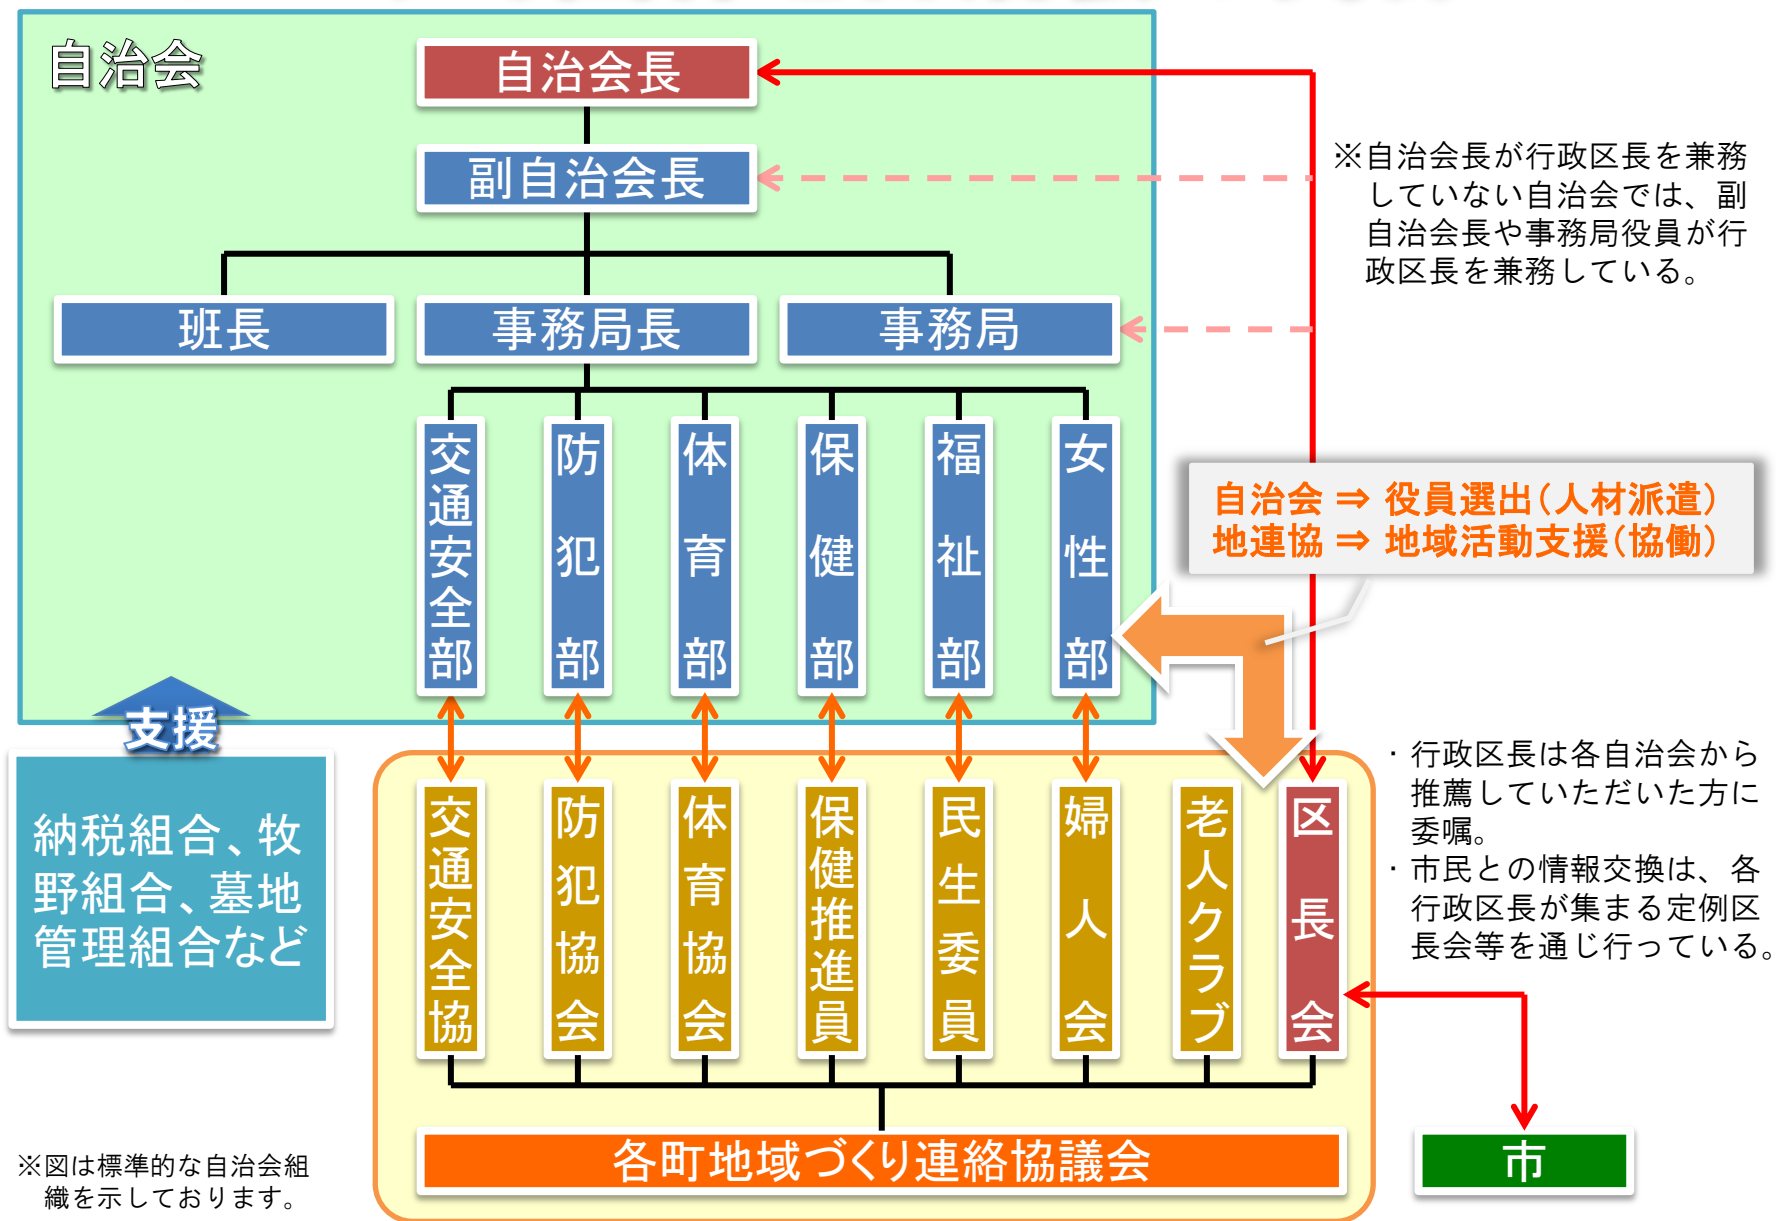 自治会
自治会長
副自治会長
※自治会長が行政区長を兼務
していない自治会では、副
自治会長や事務局役員が行
政区長を兼務している。
班長
事務局長
事務局
交通安全部
防犯部
体育部
保健部
福祉部
女性部
自治会 ⇒ 役員選出(人材派遣)
地連協 ⇒ 地域活動支援(協働)
支援
納税組合、牧
野組合、墓地
管理組合など
交通安全協
防犯協会
体育協会
保健推進員
民生委員
婦人会
老人クラブ
区長会
・行政区長は各自治会から
推薦していただいた方に
委嘱。
・市民との情報交換は、各
行政区長が集まる定例区
長会等を通じ行っている。
各町地域づくり連絡協議会
市
※図は標準的な自治会組
織を示しております。